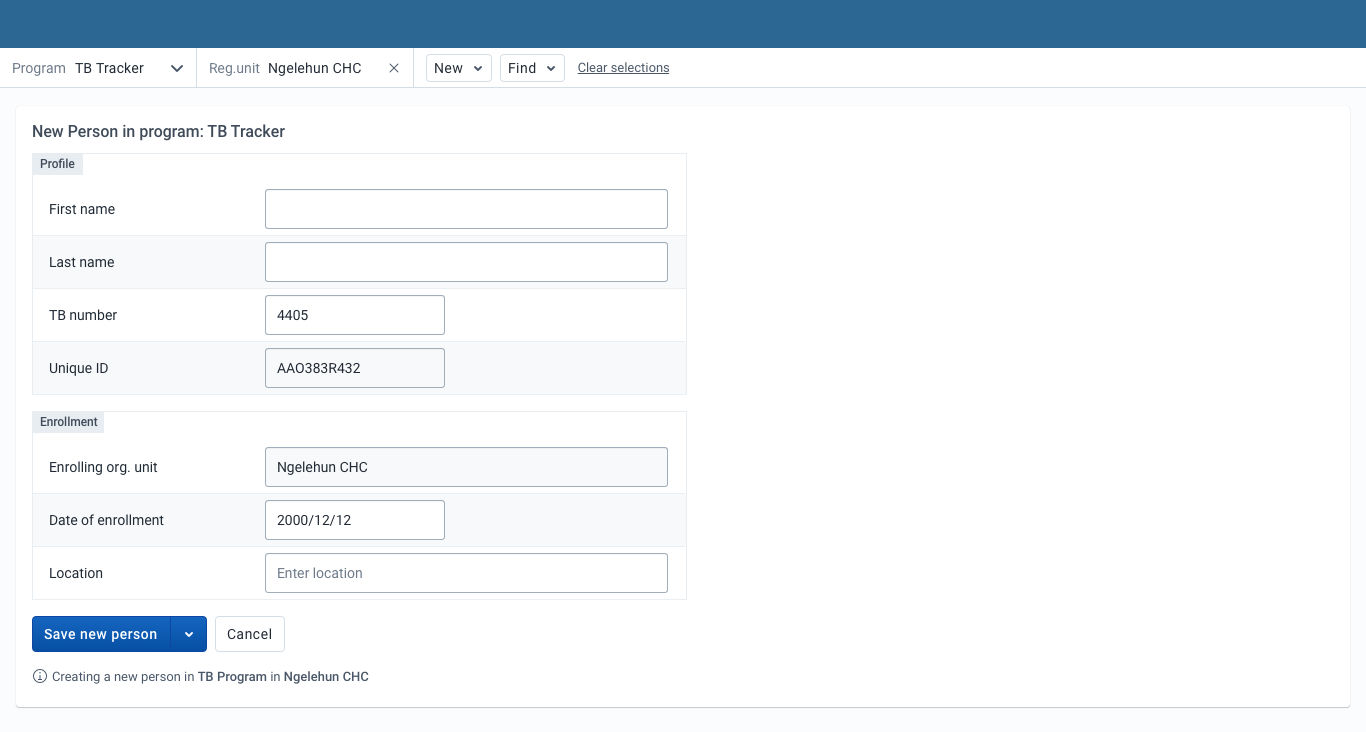 Program TB Tracker Reg.unit Ngelehun CHC New Find Clear selections
New Person in program: TB Tracker
Profile
First name
Last name
TB number 4405
Unique ID AAO383R432
Enrollment
Enrolling org. unit Ngelehun CHC
Date of enrollment 2000/12/12
Location Enter location
Save new person Cancel
Creating a new person in TB Program in Ngelehun CHC